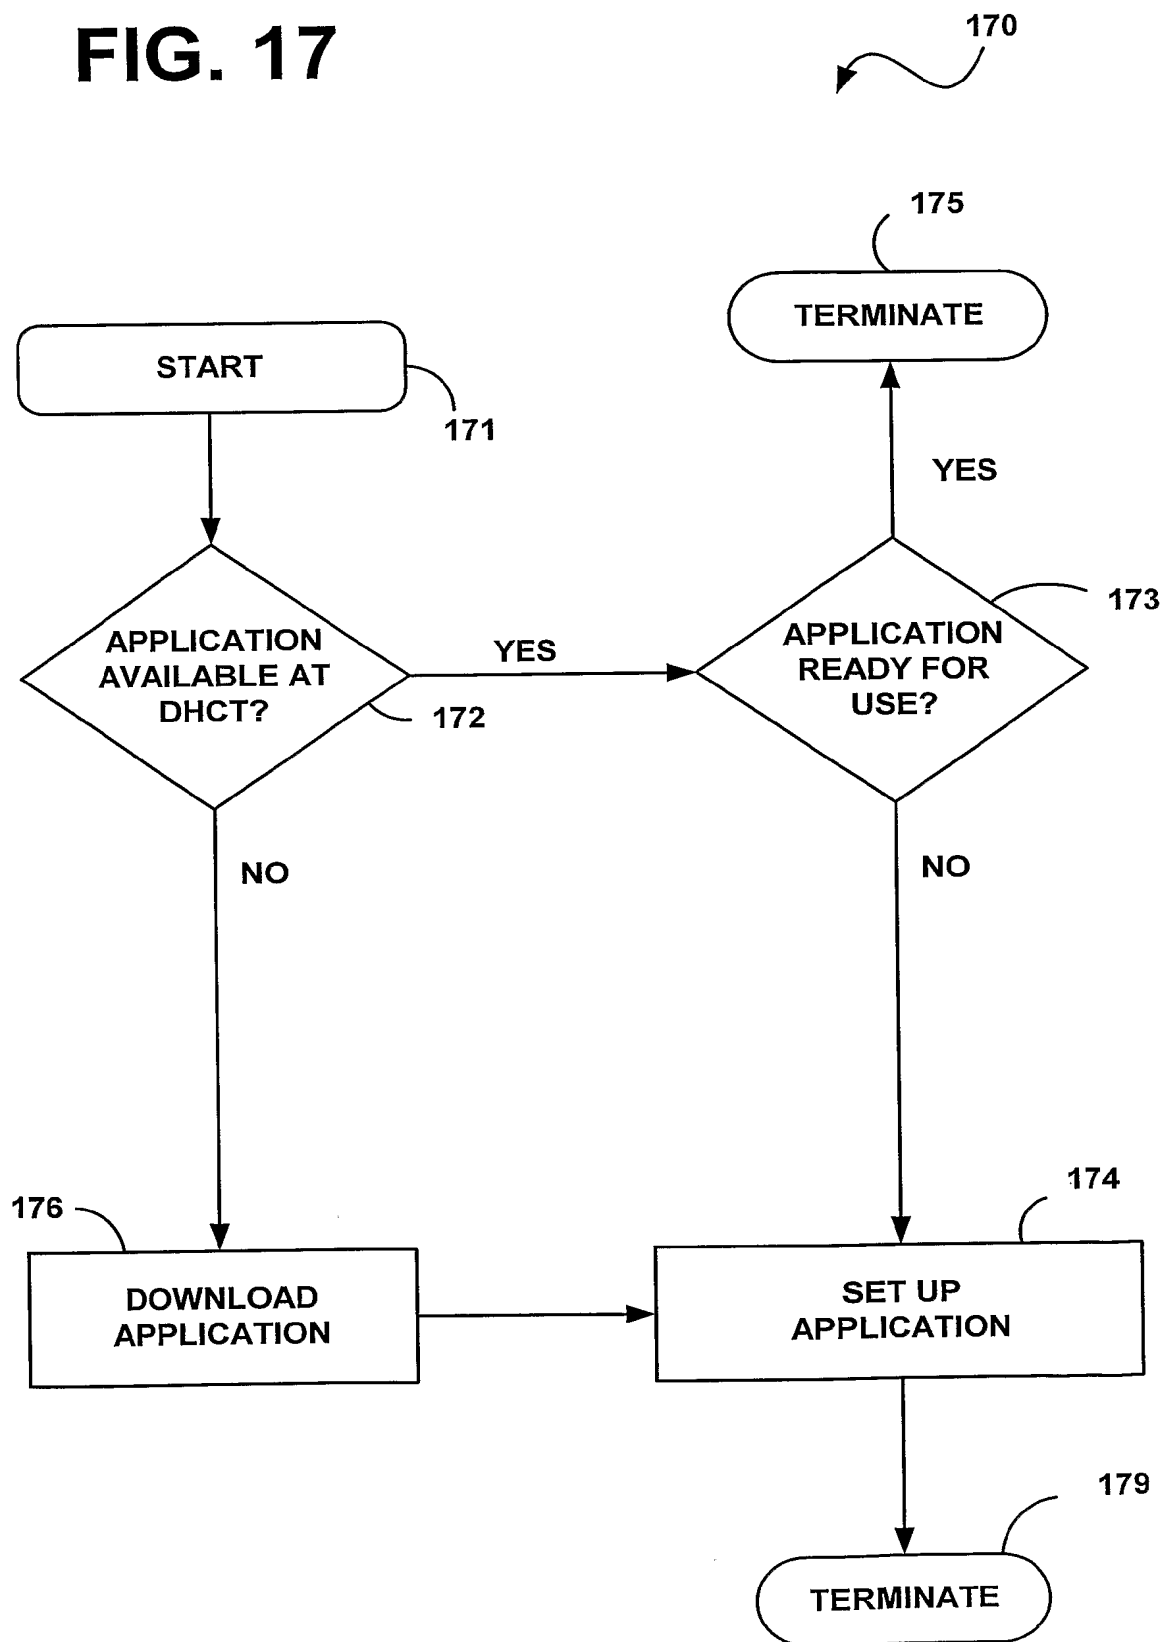 FIG. 17
170
175
TERMINATE
START
171
YES
173
APPLICATION
AVAILABLE AT
DHCT?
172
YES
APPLICATION
READY FOR
USE?
NO
NO
176
174
DOWNLOAD
APPLICATION
SET UP
APPLICATION
179
TERMINATE